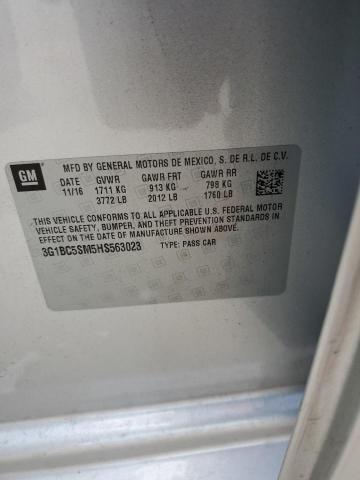 GM
MFD BY GENERAL MOTORS DE MEXICO, S. DE R.L. DE C.V.
DATE GVWR GAWR FRT GAWR RR
11/16 1711 KG 913 KG 798 KG
3772 LB 2012 LB 1760 LB
THIS VEHICLE CONFORMS TO ALL APPLICABLE U.S. FEDERAL MOTOR
VEHICLE SAFETY, BUMPER, AND THEFT PREVENTION STANDARDS
IN EFFECT ON THE DATE OF MANUFACTURE SHOWN ABOVE.
3G1BC5SM5HS563023 TYPE: PASS CAR